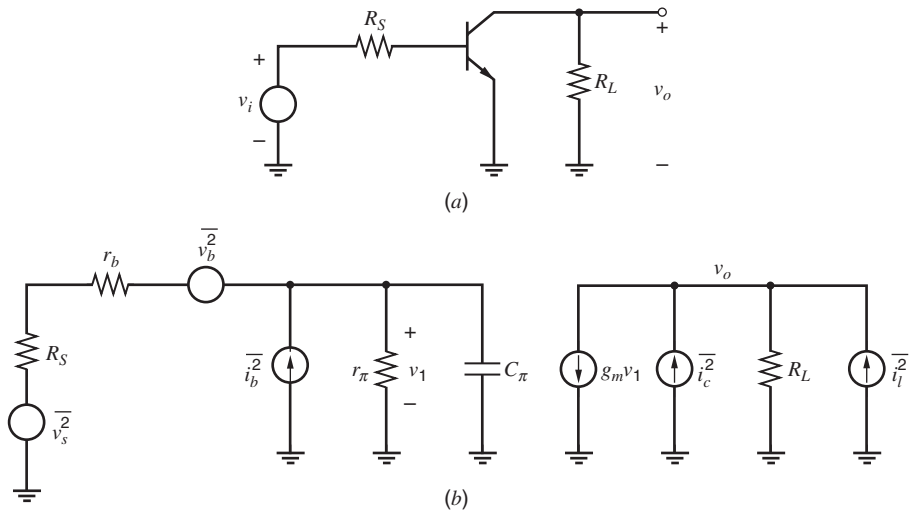 R_S
+
v_i
−
R_L
+
v_o
−
(a)
r_b
\overline{v_b^2}
R_S
\overline{v_s^2}
\overline{i_b^2}
r_π
+
v_1
−
C_π
v_o
g_m v_1
\overline{i_c^2}
R_L
\overline{i_l^2}
(b)